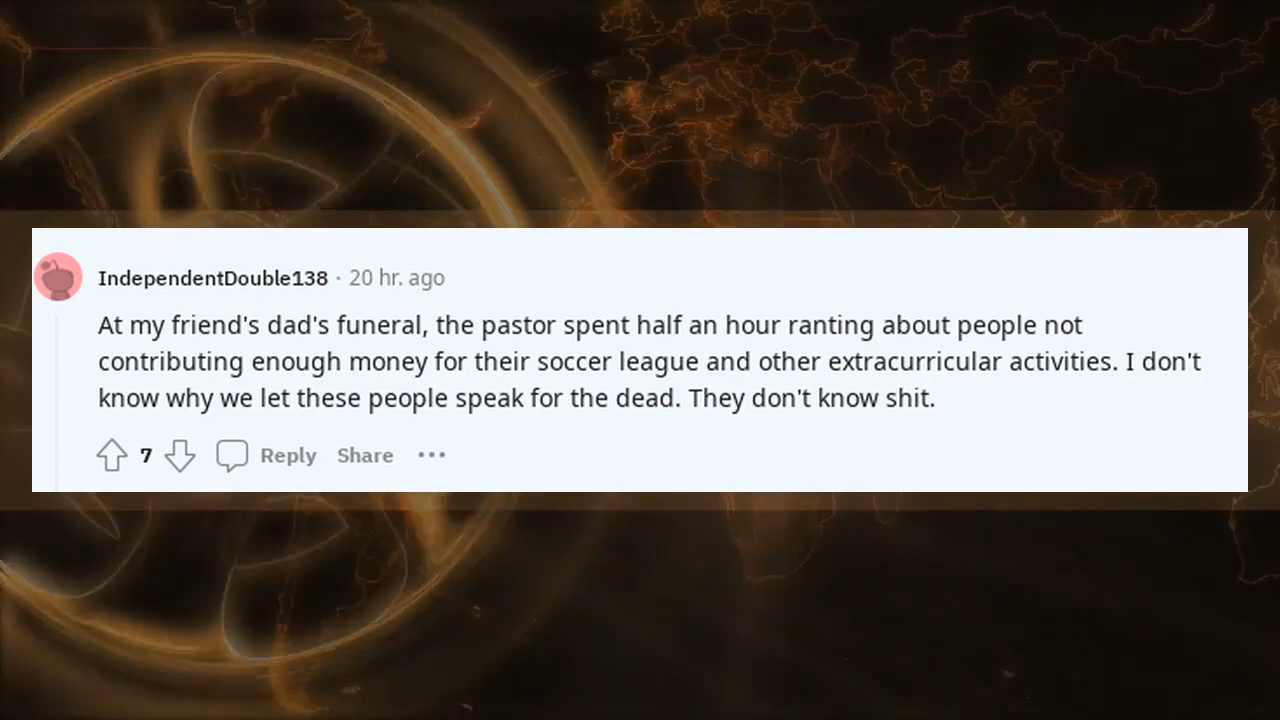 IndependentDouble138 · 20 hr. ago
At my friend's dad's funeral, the pastor spent half an hour ranting about people not
contributing enough money for their soccer league and other extracurricular activities. I don't
know why we let these people speak for the dead. They don't know shit.
7 Reply Share ···